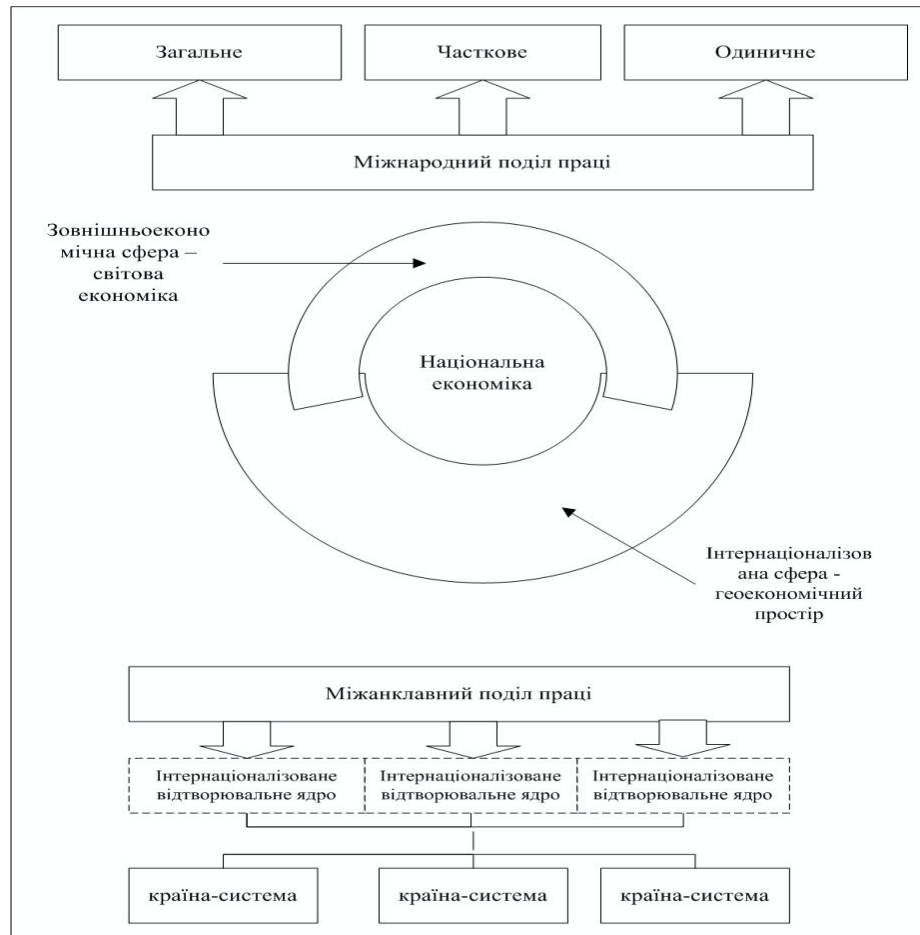 Загальне
Часткове
Одиничне
Міжнародний поділ праці
Зовнішньоеконо
мічна сфера –
світова
економіка
Національна
економіка
Інтернаціоналізов
ана сфера -
геоекономічний
простір
Міжанклавний поділ праці
Інтернаціоналізоване
відтворювальне ядро
Інтернаціоналізоване
відтворювальне ядро
Інтернаціоналізоване
відтворювальне ядро
країна-система
країна-система
країна-система